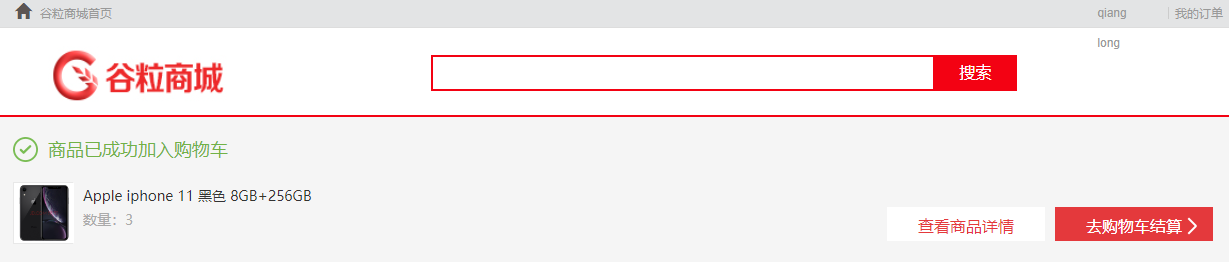 谷粒商城首页
qiang
我的订单
long
谷粒商城
搜索
商品已成功加入购物车
Apple iphone 11 黑色 8GB+256GB
数量：3
查看商品详情
去购物车结算